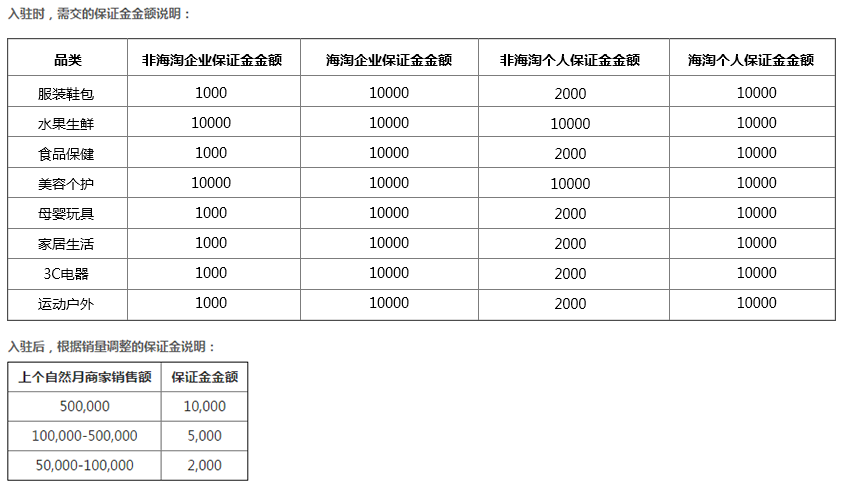 入驻时，需交的保证金金额说明：
品类 非海淘企业保证金金额 海淘企业保证金金额 非海淘个人保证金金额 海淘个人保证金金额
服装鞋包 1000 10000 2000 10000
水果生鲜 10000 10000 10000 10000
食品保健 1000 10000 2000 10000
美容个护 10000 10000 10000 10000
母婴玩具 1000 10000 2000 10000
家居生活 1000 10000 2000 10000
3C电器 1000 10000 2000 10000
运动户外 1000 10000 2000 10000
入驻后，根据销量调整的保证金说明：
上个自然月商家销售额 保证金金额
500,000 10,000
100,000-500,000 5,000
50,000-100,000 2,000